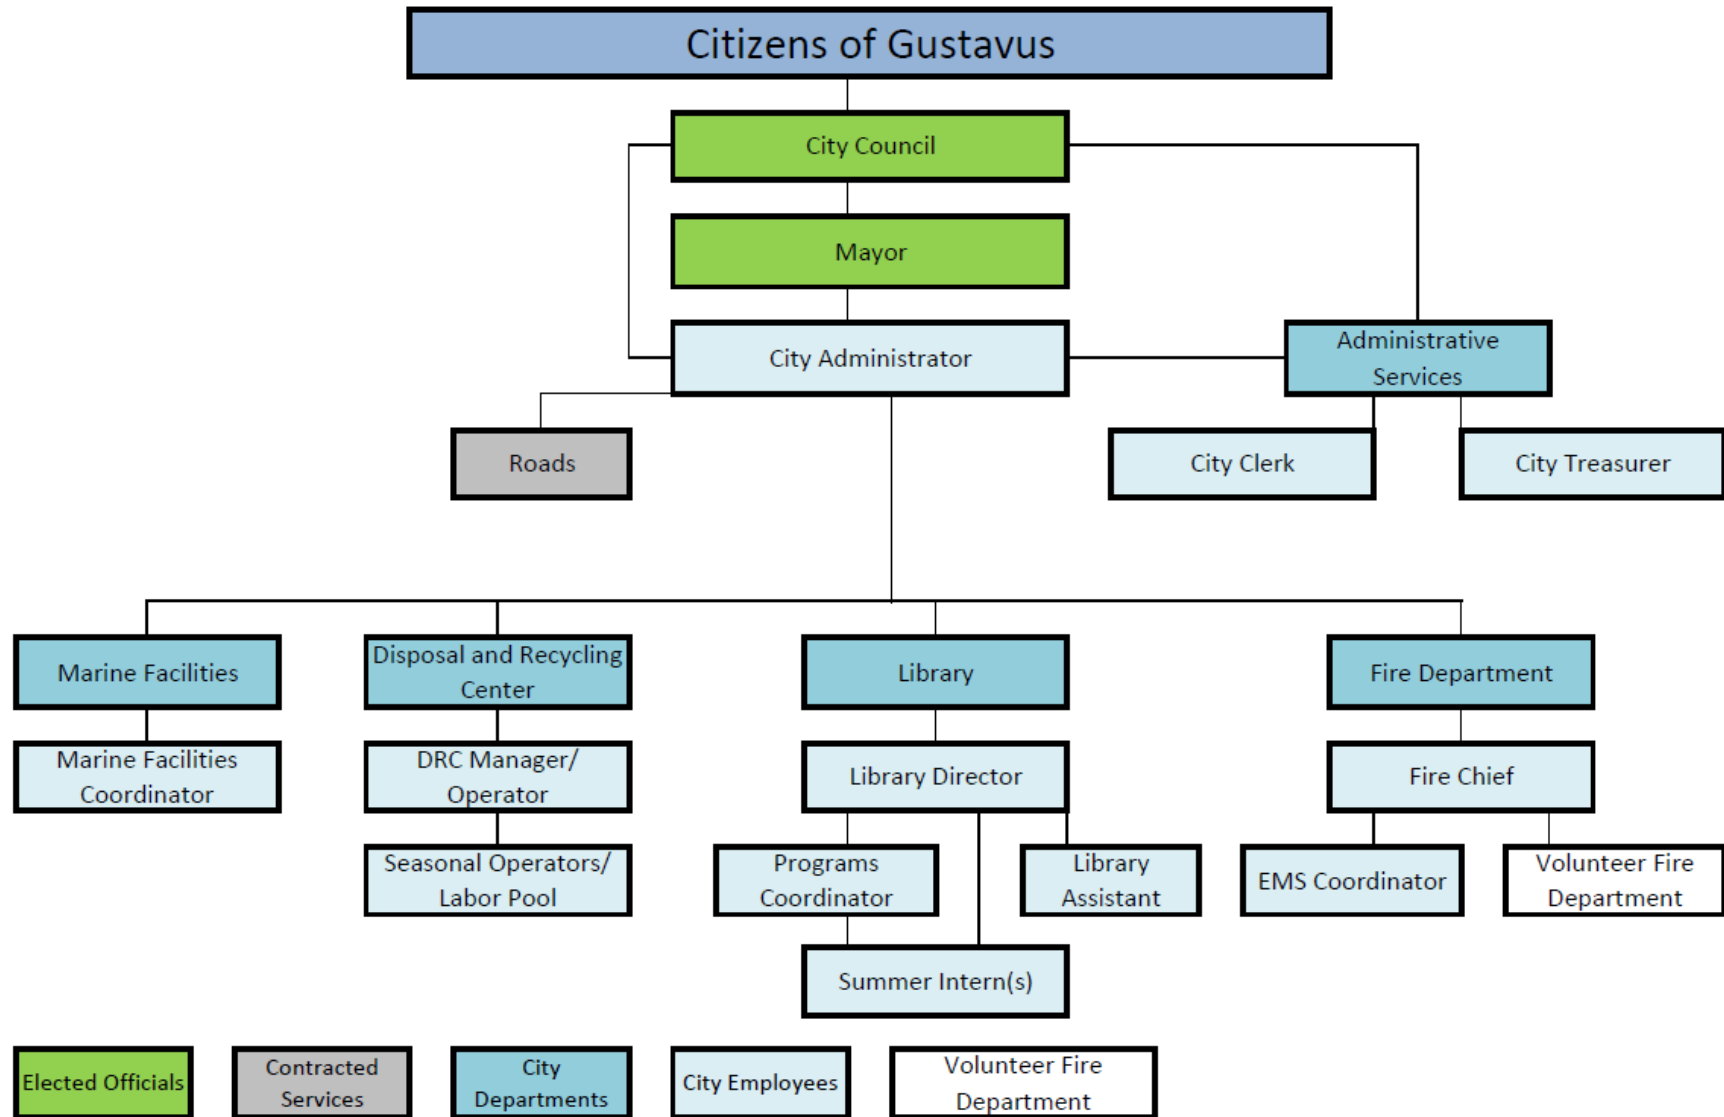 Citizens of Gustavus
City Council
Mayor
City Administrator
Administrative
Services
Roads
City Clerk
City Treasurer
Marine Facilities
Disposal and Recycling
Center
Library
Fire Department
Marine Facilities
Coordinator
DRC Manager/
Operator
Library Director
Fire Chief
Seasonal Operators/
Labor Pool
Programs
Coordinator
Library
Assistant
EMS Coordinator
Volunteer Fire
Department
Summer Intern(s)
Elected Officials
Contracted
Services
City
Departments
City Employees
Volunteer Fire
Department